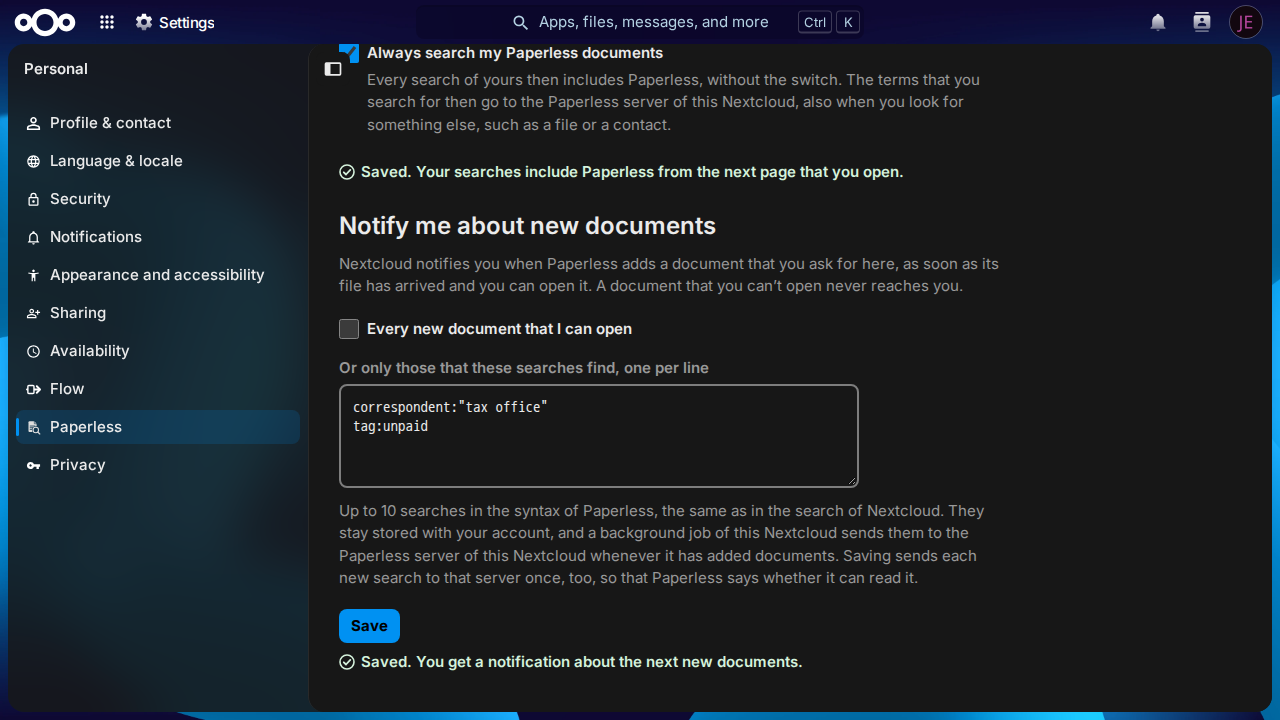 Settings
Apps, files, messages, and more
Ctrl K
JE
Personal
Profile & contact
Language & locale
Security
Notifications
Appearance and accessibility
Sharing
Availability
Flow
Paperless
Privacy
Always search my Paperless documents
Every search of yours then includes Paperless, without the switch. The terms that you
search for then go to the Paperless server of this Nextcloud, also when you look for
something else, such as a file or a contact.
Saved. Your searches include Paperless from the next page that you open.
Notify me about new documents
Nextcloud notifies you when Paperless adds a document that you ask for here, as soon as its
file has arrived and you can open it. A document that you can’t open never reaches you.
Every new document that I can open
Or only those that these searches find, one per line
correspondent:"tax office"
tag:unpaid
Up to 10 searches in the syntax of Paperless, the same as in the search of Nextcloud. They
stay stored with your account, and a background job of this Nextcloud sends them to the
Paperless server of this Nextcloud whenever it has added documents. Saving sends each
new search to that server once, too, so that Paperless says whether it can read it.
Save
Saved. You get a notification about the next new documents.